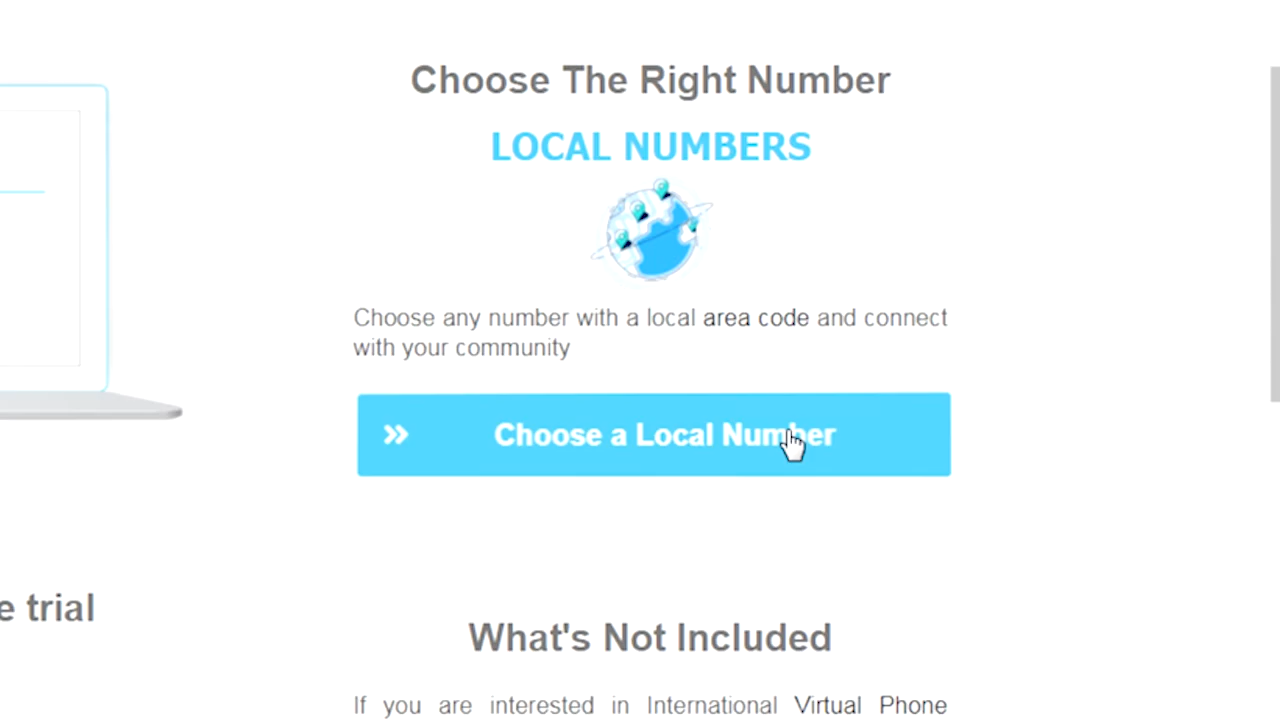 Choose The Right Number
LOCAL NUMBERS
Choose any number with a local area code and connect
with your community
Choose a Local Number
e trial
What's Not Included
If you are interested in International Virtual Phone